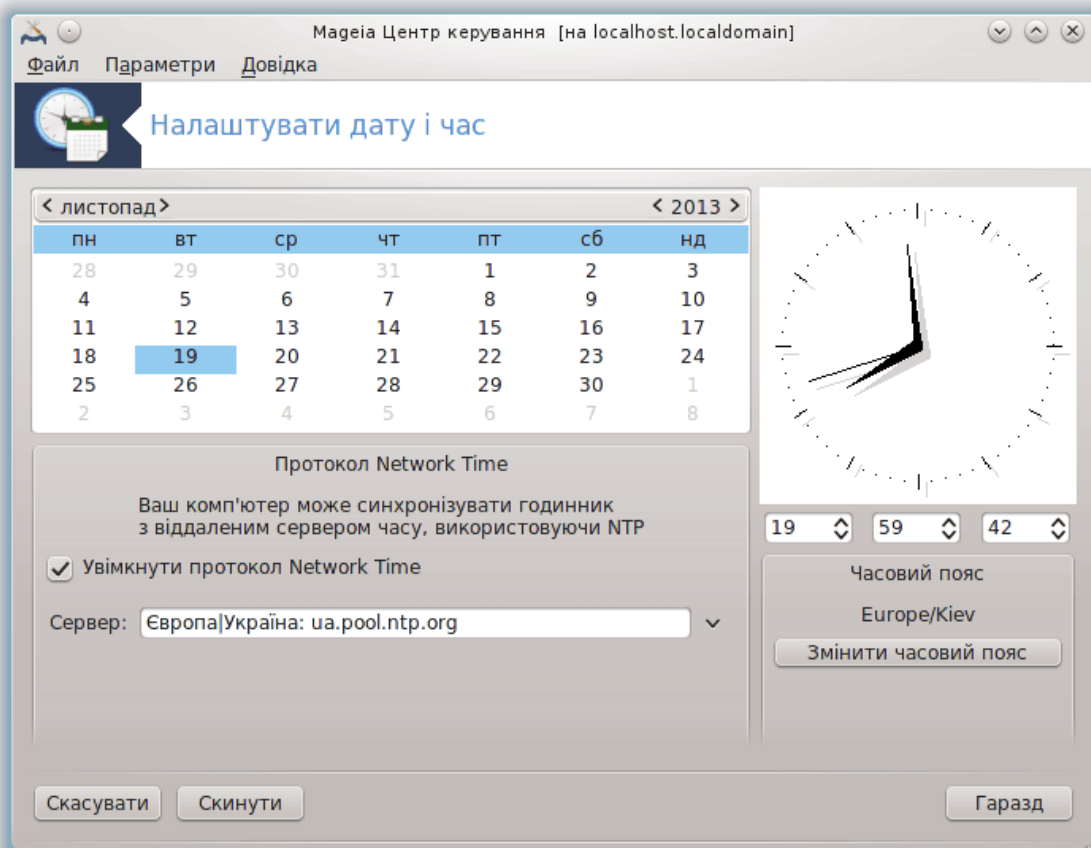 Mageia Центр керування [на localhost.localdomain]
Файл Параметри Довідка
Налаштувати дату і час
< листопад > < 2013 >
пн вт ср чт пт сб нд
28 29 30 31 1 2 3
4 5 6 7 8 9 10
11 12 13 14 15 16 17
18 19 20 21 22 23 24
25 26 27 28 29 30 1
2 3 4 5 6 7 8
19 59 42
Протокол Network Time
Ваш комп'ютер може синхронізувати годинник
з віддаленим сервером часу, використовуючи NTP
Увімкнути протокол Network Time
Сервер: Європа|Україна: ua.pool.ntp.org
Часовий пояс
Europe/Kiev
Змінити часовий пояс
Скасувати Скинути Гаразд